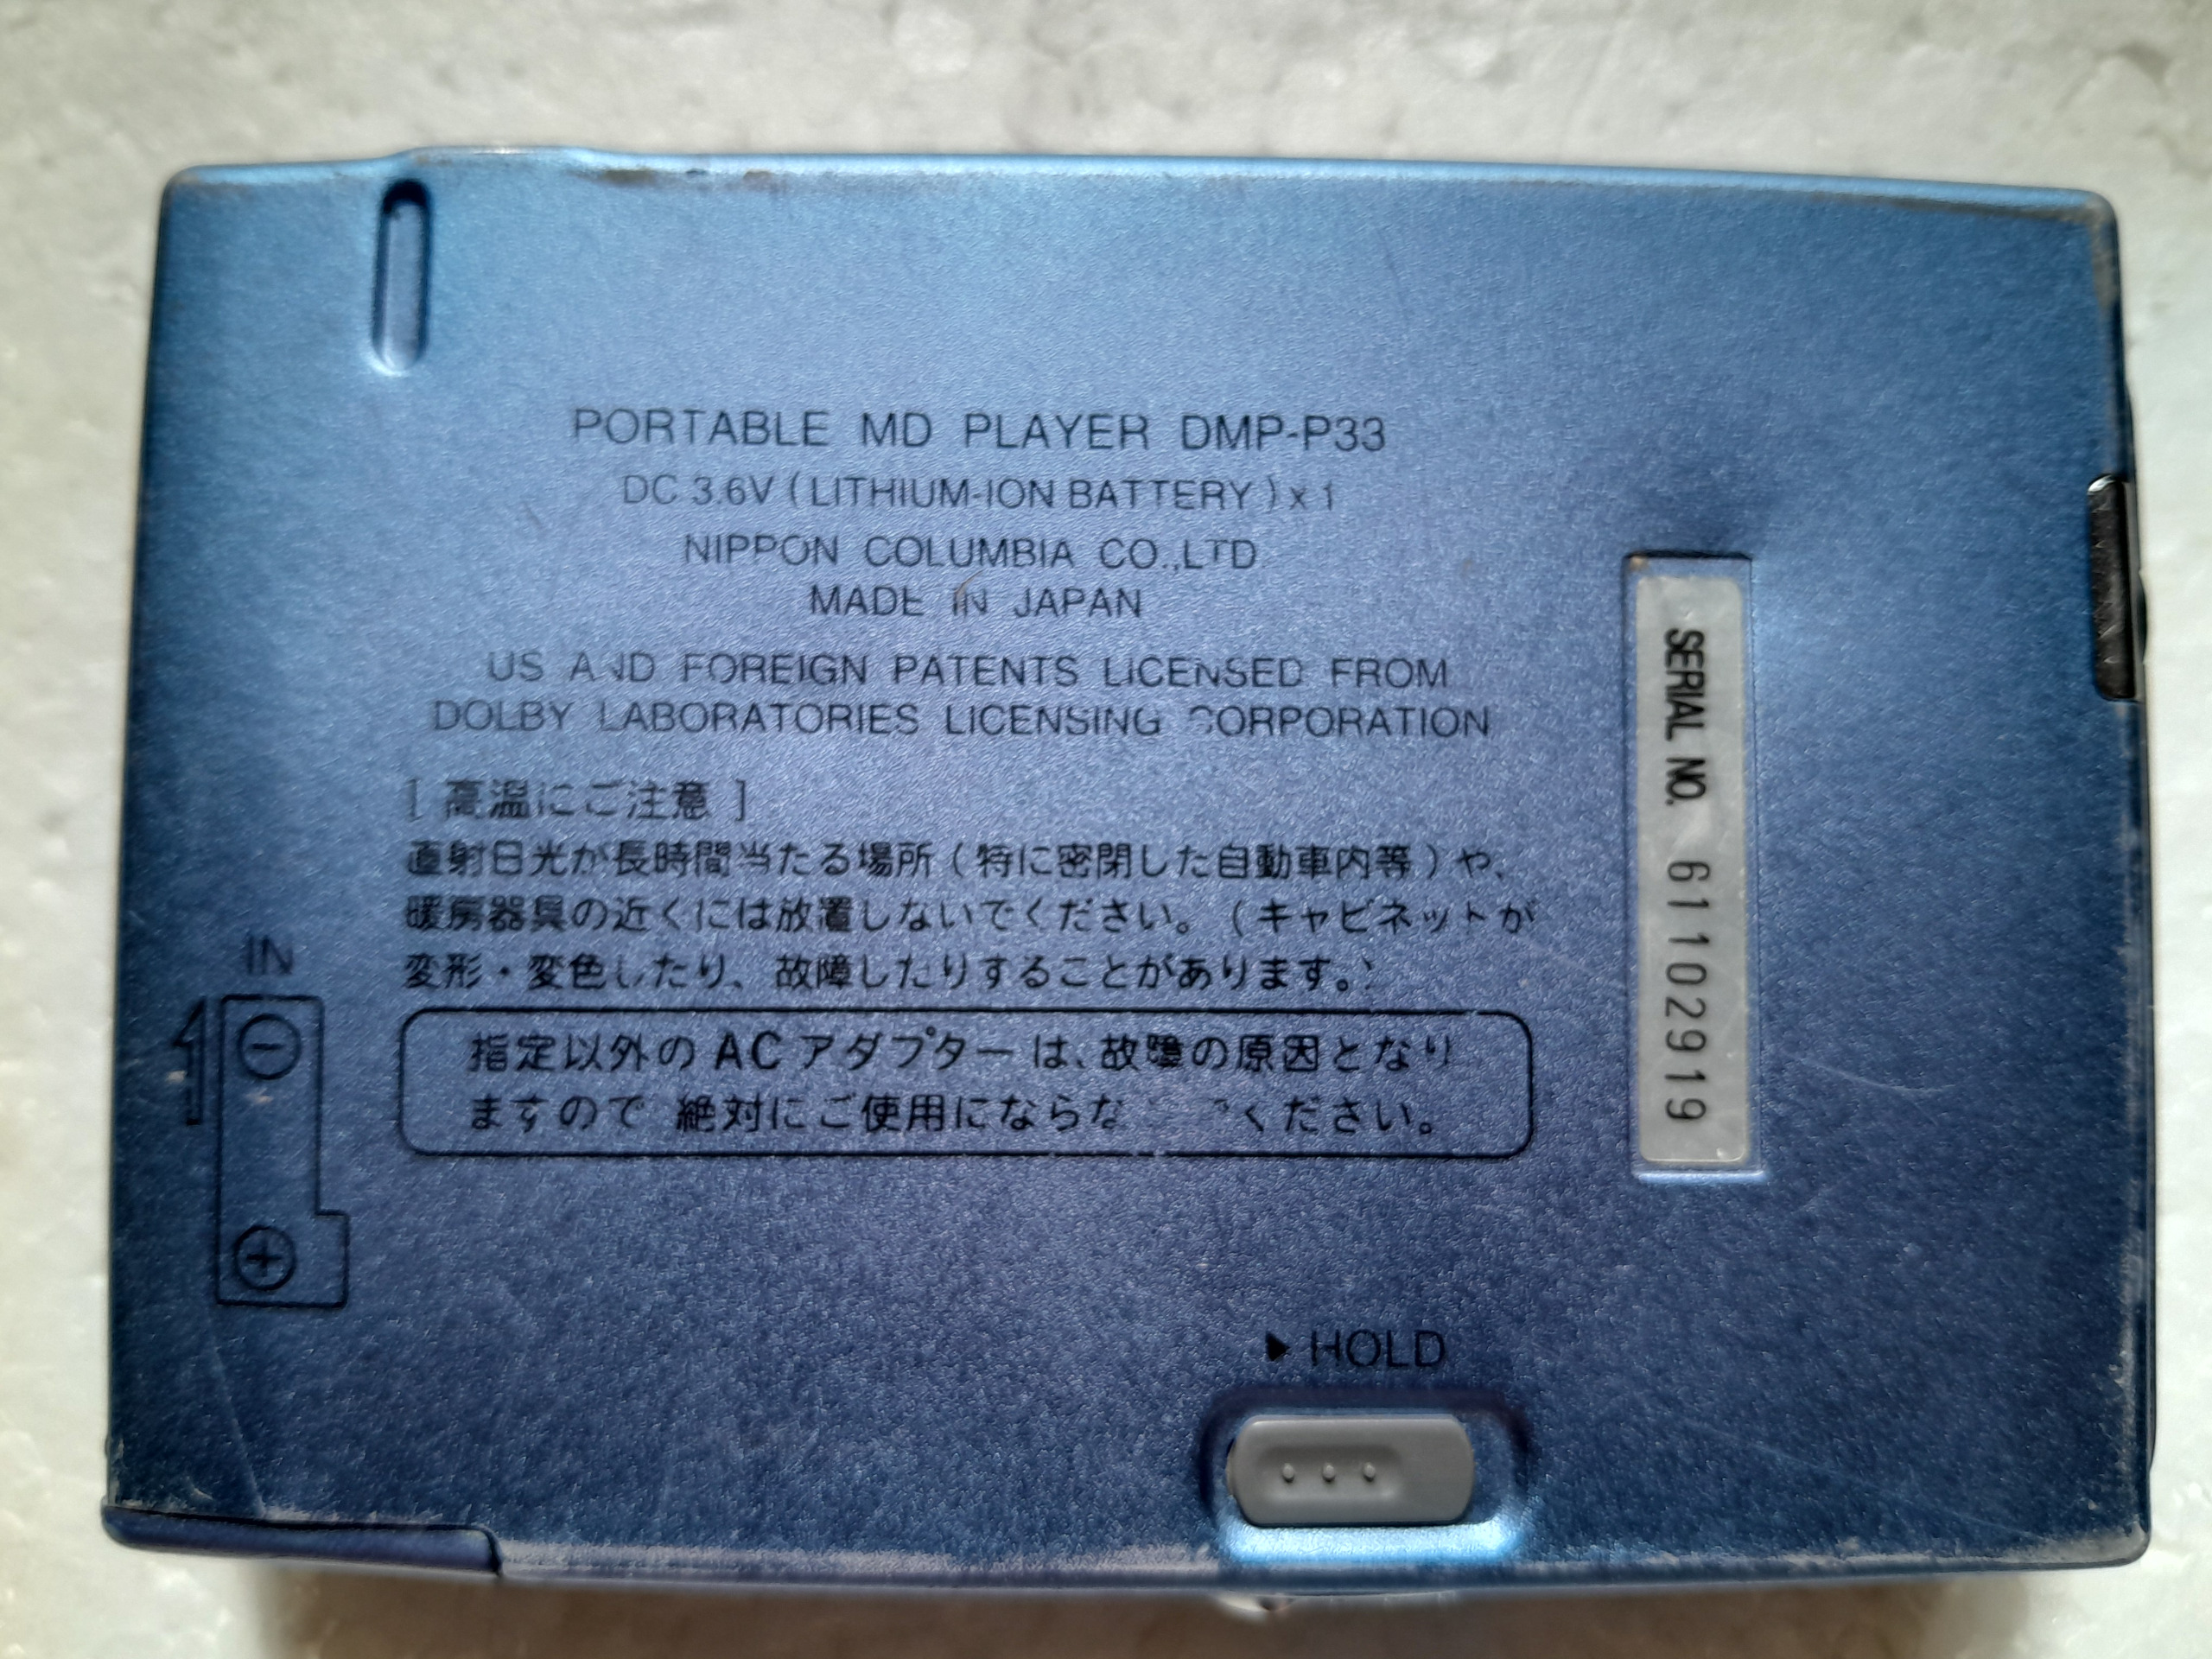 PORTABLE MD PLAYER DMP-P33
DC 3.6V (LITHIUM-ION BATTERY) x 1
NIPPON COLUMBIA CO.,LTD.
MADE IN JAPAN
US AND FOREIGN PATENTS LICENSED FROM
DOLBY LABORATORIES LICENSING CORPORATION
[ 高温にご注意 ]
直射日光が長時間当たる場所 ( 特に密閉した自動車内等 ) や、
暖房器具の近くには放置しないでください。 ( キャビネットが
変形・変色したり、故障したりすることがあります。)
指定以外の AC アダプターは、故障の原因となり
ますので 絶対にご使用にならな ください。
IN
⊖
⊕
SERIAL NO. 6110291​9
▶ HOLD